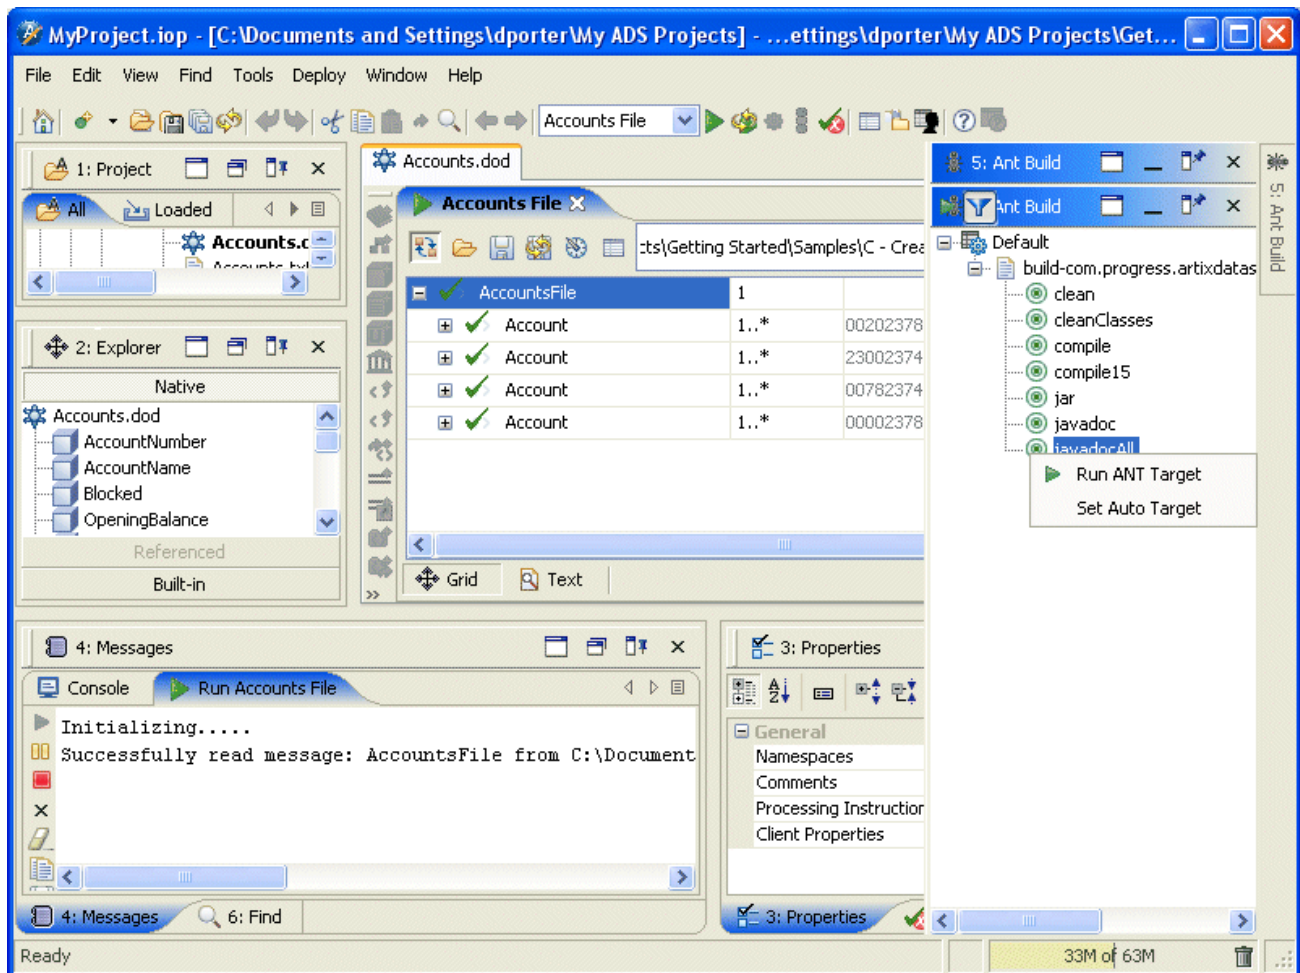 MyProject.iop - [C:\Documents and Settings\dporter\My ADS Projects] - ...ettings\dporter\My ADS Projects\Get...
File Edit View Find Tools Deploy Window Help
Accounts File
1: Project
All Loaded
Accounts.c
Accounts.txt
2: Explorer
Native
Accounts.dod
AccountNumber
AccountName
Blocked
OpeningBalance
Referenced
Built-in
Accounts.dod
Accounts File
:ts\Getting Started\Samples\C - Crea
AccountsFile 1
Account 1..* 00202378
Account 1..* 23002374
Account 1..* 00782374
Account 1..* 00002378
Grid Text
5: Ant Build
Ant Build
Default
build-com.progress.artixdatas
clean
cleanClasses
compile
compile15
jar
javadoc
javadocAll
Run ANT Target
Set Auto Target
5: Ant Build
4: Messages
Console Run Accounts File
Initializing.....
Successfully read message: AccountsFile from C:\Document
4: Messages 6: Find
3: Properties
General
Namespaces
Comments
Processing Instruction
Client Properties
3: Properties
Ready
33M of 63M